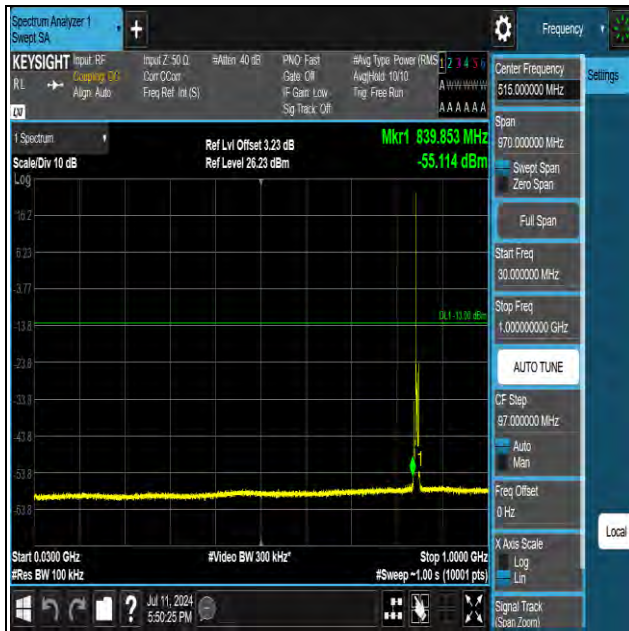 Spectrum Analyzer 1
Swept SA
+
Frequency
KEYSIGHT
Input: RF
Coupling: DC
Align: Auto
Input Z: 50 Ω
Corr CCorr
Freq Ref: Int (S)
#Atten: 40 dB
PNO: Fast
Gate: Off
IF Gain: Low
Sig Track: Off
#Avg Type: Power (RMS
Avg|Hold: 10/10
Trig: Free Run
1 2 3 4 5 6
A W W W W W
A A A A A A
RL
LXI
1 Spectrum
Scale/Div 10 dB
Log
Ref Lvl Offset 3.23 dB
Ref Level 26.23 dBm
Mkr1 839.853 MHz
-55.114 dBm
16.2
6.23
-3.77
-13.8
-23.8
-33.8
-43.8
-53.8
-63.8
DL1 -13.00 dBm
1
Start 0.0300 GHz
#Res BW 100 kHz
#Video BW 300 kHz*
Stop 1.0000 GHz
#Sweep ~1.00 s (10001 pts)
Center Frequency
515.000000 MHz
Settings
Span
970.000000 MHz
Swept Span
Zero Span
Full Span
Start Freq
30.000000 MHz
Stop Freq
1.000000000 GHz
AUTO TUNE
CF Step
97.000000 MHz
Auto
Man
Freq Offset
0 Hz
X Axis Scale
Log
Lin
Local
Signal Track
(Span Zoom)
?
Jul 11, 2024
5:50:25 PM